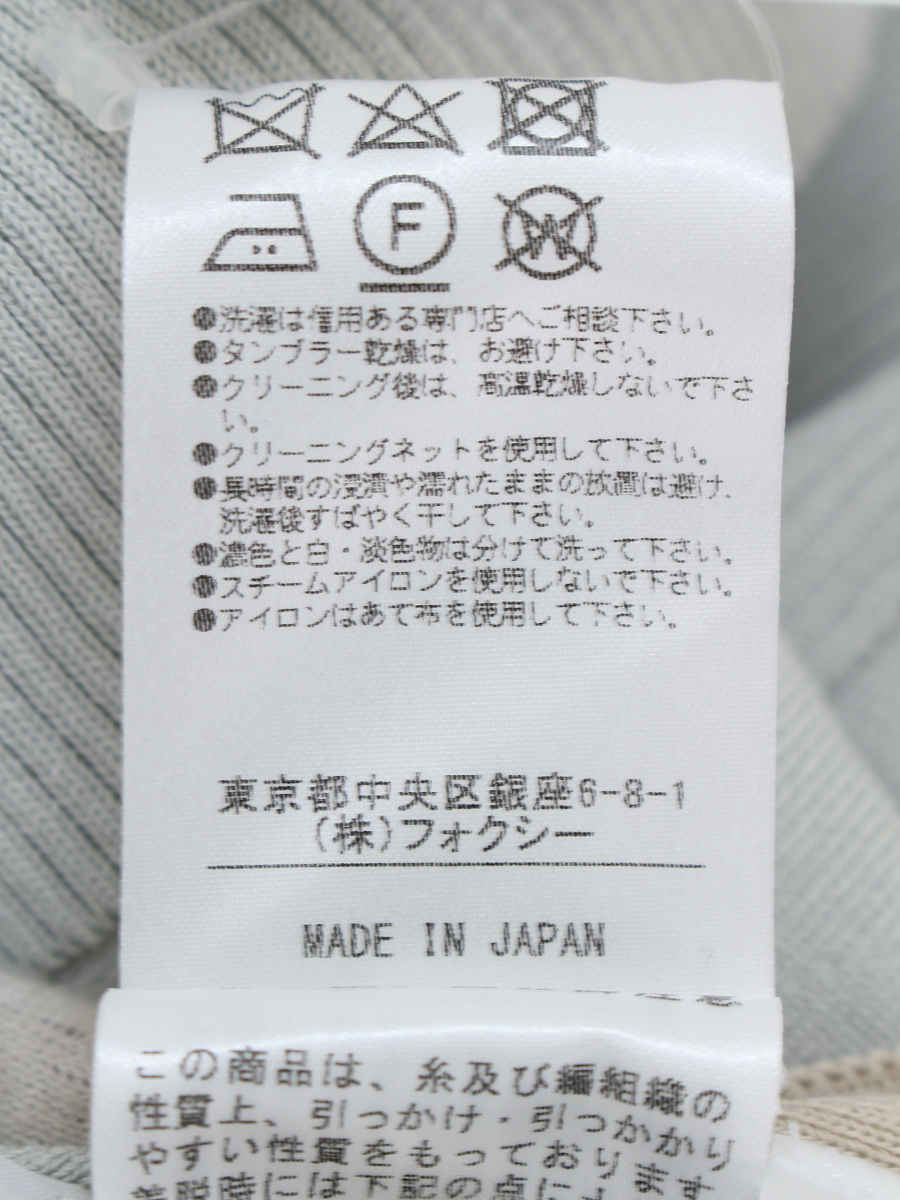 F
W
●洗濯は信用ある専門店へご相談下さい。
●タンブラー乾燥は、お避け下さい。
●クリーニング後は、高温乾燥しないで下さ
い。
●クリーニングネットを使用して下さい。
●長時間の浸漬や濡れたままの放置は避け、
洗濯後すばやく干して下さい。
●濃色と白・淡色物は分けて洗って下さい。
●スチームアイロンを使用しないで下さい。
●アイロンはあて布を使用して下さい。
東京都中央区銀座6-8-1
(株)フォクシー
MADE IN JAPAN
この商品は、糸及び編組織の
性質上、引っかけ・引っかかり
やすい性質をもっております
着脱時には下記の点に